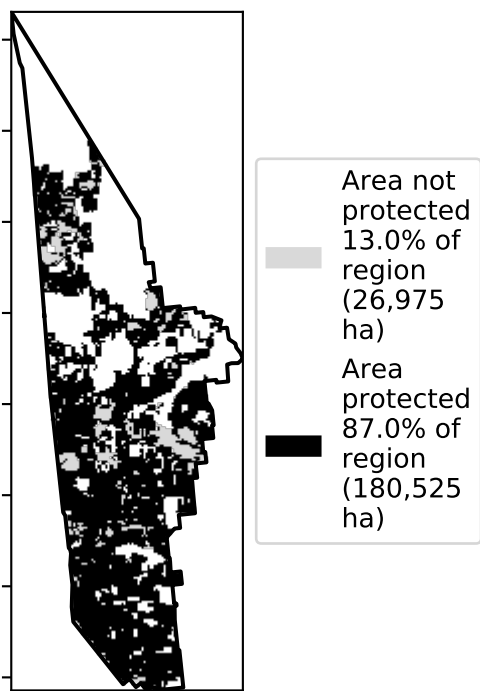 Area not
protected
13.0% of
region
(26,975
ha)
Area
protected
87.0% of
region
(180,525
ha)